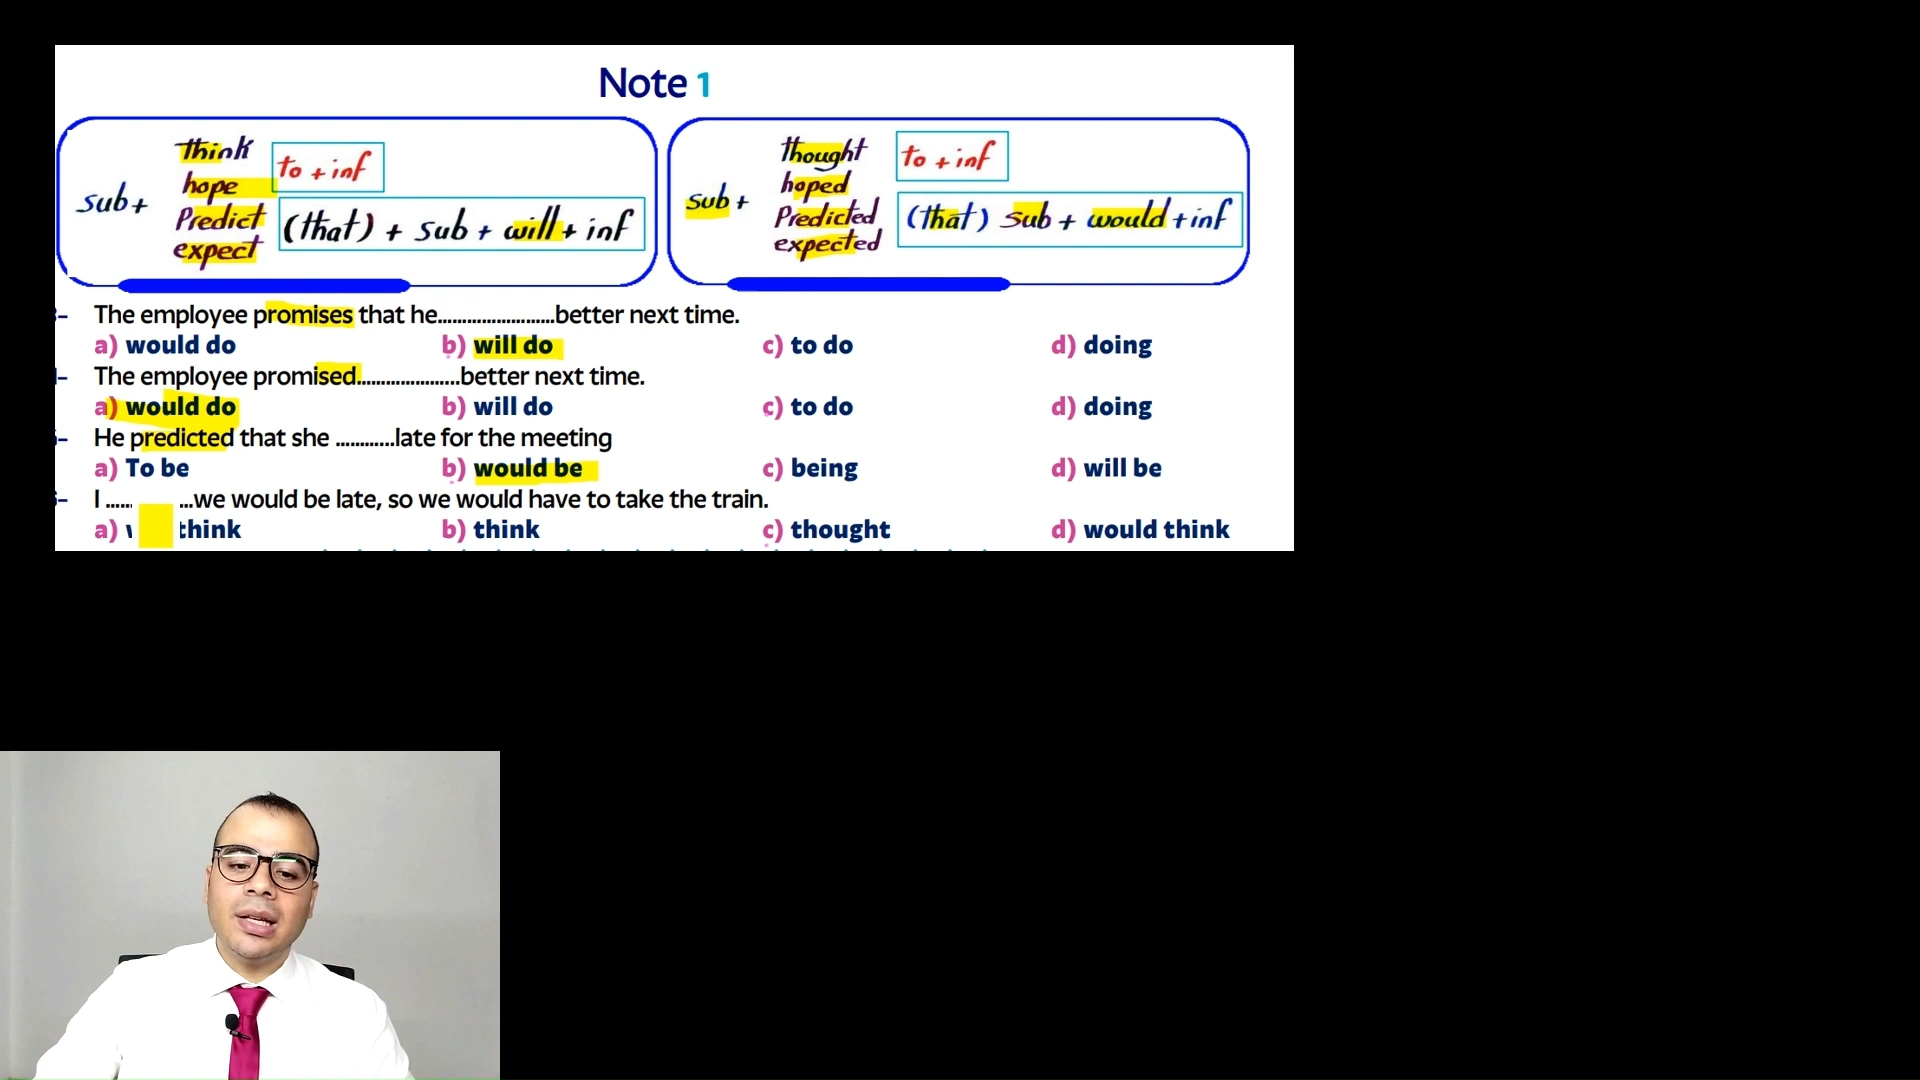 Note 1
think
hope
Predict
expect
sub+
to + inf
(that) + sub + will + inf
thought
hoped
Predicted
expected
sub +
to + inf
(that) sub + would + inf
The employee promises that he.......................better next time.
a) would do b) will do c) to do d) doing
The employee promised....................better next time.
a) would do b) will do c) to do d) doing
He predicted that she ............late for the meeting
a) To be b) would be c) being d) will be
I ..... ...we would be late, so we would have to take the train.
a) think b) think c) thought d) would think